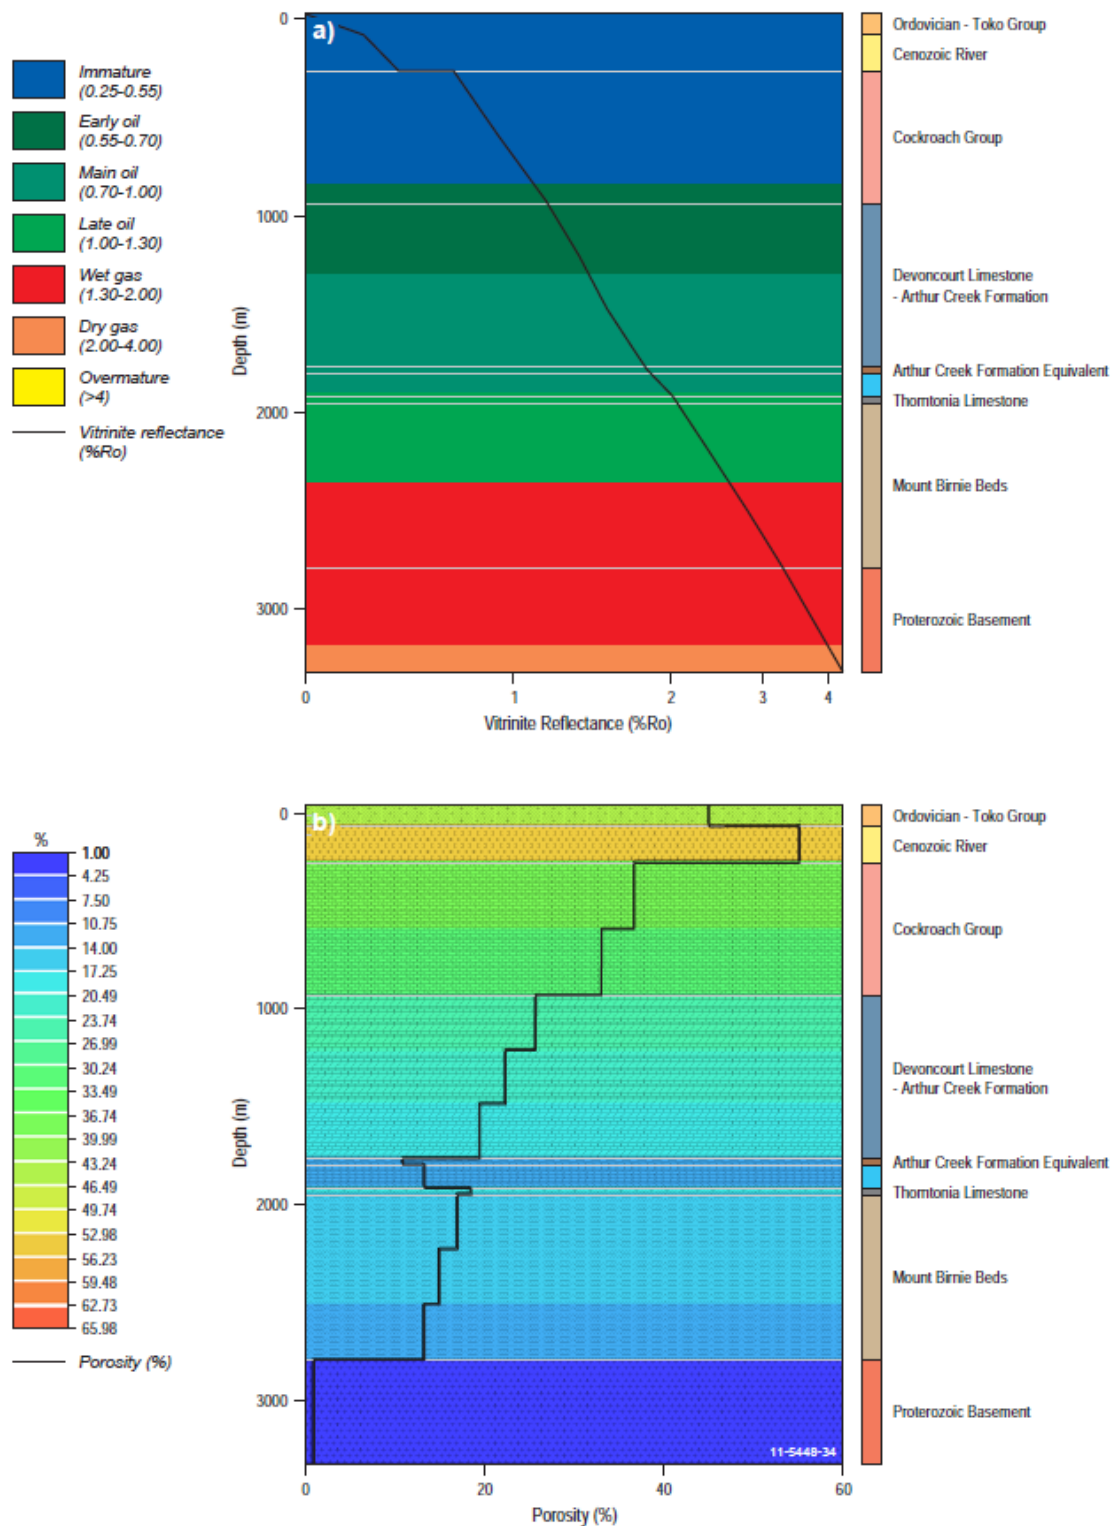 a)
Immature
(0.25-0.55)
Early oil
(0.55-0.70)
Main oil
(0.70-1.00)
Late oil
(1.00-1.30)
Wet gas
(1.30-2.00)
Dry gas
(2.00-4.00)
Overmature
(>4)
Vitrinite reflectance
(%Ro)
Depth (m)
0
1000
2000
3000
0 1 2 3 4
Vitrinite Reflectance (%Ro)
Ordovician - Toko Group
Cenozoic River
Cockroach Group
Devoncourt Limestone
- Arthur Creek Formation
Arthur Creek Formation Equivalent
Thorntonia Limestone
Mount Birnie Beds
Proterozoic Basement
b)
%
1.00
4.25
7.50
10.75
14.00
17.25
20.49
23.74
26.99
30.24
33.49
36.74
39.99
43.24
46.49
49.74
52.98
56.23
59.48
62.73
65.98
Porosity (%)
Depth (m)
0
1000
2000
3000
11-5448-34
0 20 40 60
Porosity (%)
Ordovician - Toko Group
Cenozoic River
Cockroach Group
Devoncourt Limestone
- Arthur Creek Formation
Arthur Creek Formation Equivalent
Thorntonia Limestone
Mount Birnie Beds
Proterozoic Basement